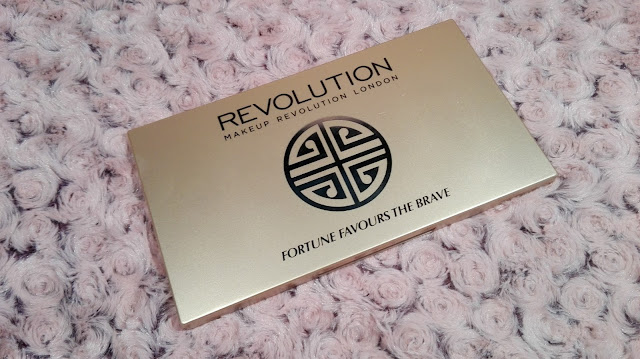 REVOLUTION
MAKEUP REVOLUTION LONDON
FORTUNE FAVOURS THE BRAVE